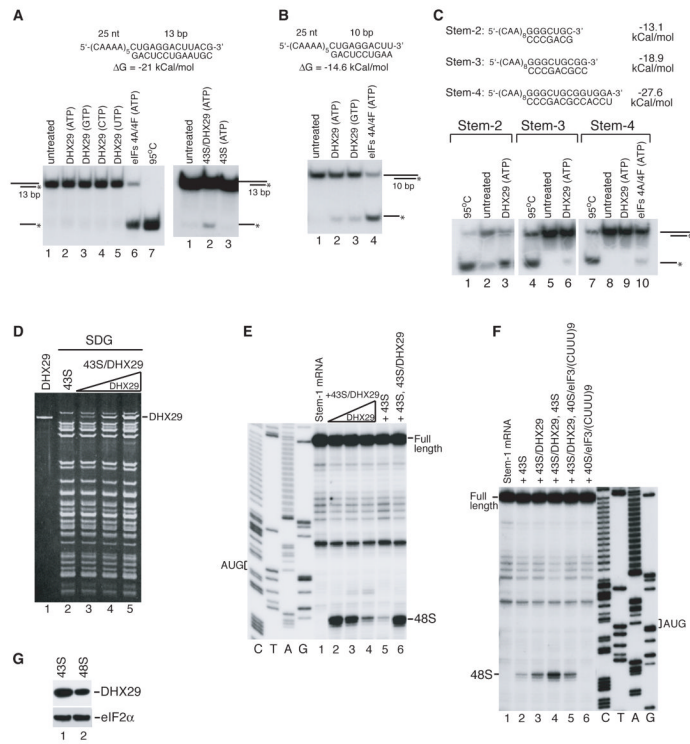 A
25 nt 13 bp
5'-(CAAAA)5CUGAGGACUUACG-3'
GACUCCUGAAUGC
ΔG = -21 kCal/mol
untreated
DHX29 (ATP)
DHX29 (GTP)
DHX29 (CTP)
DHX29 (UTP)
eIFs 4A/4F (ATP)
95°C
untreated
43S/DHX29 (ATP)
43S (ATP)
13 bp
*
*
13 bp
*
*
1 2 3 4 5 6 7
1 2 3
B
25 nt 10 bp
5'-(CAAAA)5CUGAGGACUU-3'
GACUCCUGAA
ΔG = -14.6 kCal/mol
untreated
DHX29 (ATP)
DHX29 (GTP)
eIFs 4A/4F (ATP)
10 bp
*
*
1 2 3 4
C
Stem-2: 5'-(CAA)8GGGCUGC-3'
CCCGACG
-13.1
kCal/mol
Stem-3: 5'-(CAA)8GGGCUGCGG-3'
CCCGACGCC
-18.9
kCal/mol
Stem-4: 5'-(CAA)8GGGCUGCGGUGGA-3'
CCCGACGCCACCU
-27.6
kCal/mol
Stem-2 Stem-3 Stem-4
95°C
untreated
DHX29 (ATP)
95°C
untreated
DHX29 (ATP)
95°C
untreated
DHX29 (ATP)
eIFs 4A/4F (ATP)
*
*
1 2 3 4 5 6 7 8 9 10
D
SDG
DHX29
43S
43S/DHX29
DHX29
DHX29
1 2 3 4 5
E
Stem-1 mRNA
+43S/DHX29
DHX29
+ 43S
+ 43S, 43S/DHX29
Full
length
AUG
48S
C T A G 1 2 3 4 5 6
F
Stem-1 mRNA
+ 43S
+ 43S/DHX29
+ 43S/DHX29, 43S
+ 43S/DHX29, 40S/eIF3/(CUUU)9
+ 40S/eIF3/(CUUU)9
Full
length
AUG
48S
1 2 3 4 5 6 C T A G
G
43S
48S
DHX29
eIF2α
1 2